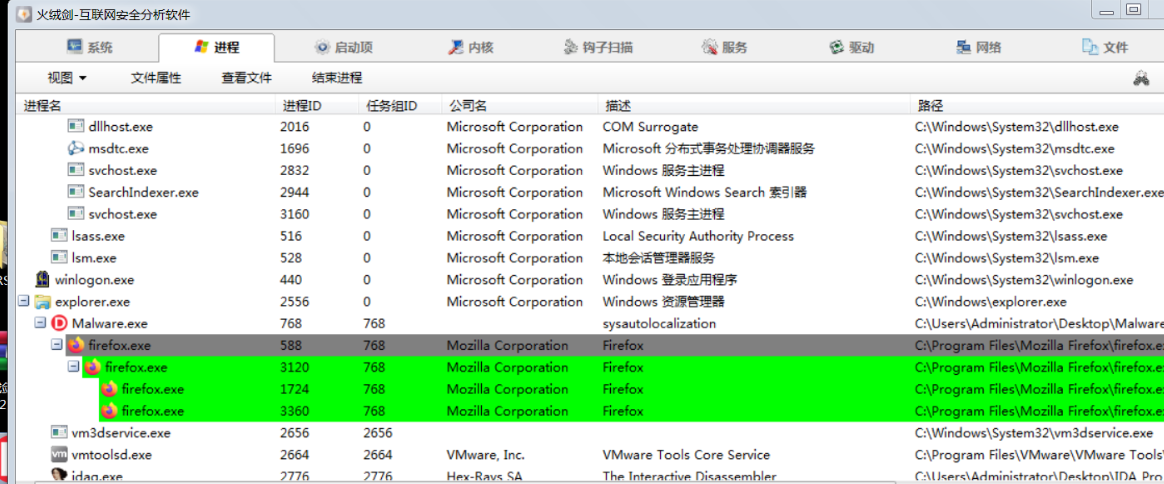 火绒剑-互联网安全分析软件
系统 进程 启动项 内核 钩子扫描 服务 驱动 网络 文件
视图 文件属性 查看文件 结束进程
进程名 进程ID 任务组ID 公司名 描述 路径
dllhost.exe 2016 0 Microsoft Corporation COM Surrogate C:\Windows\System32\dllhost.exe
msdtc.exe 1696 0 Microsoft Corporation Microsoft 分布式事务处理协调器服务 C:\Windows\System32\msdtc.exe
svchost.exe 2832 0 Microsoft Corporation Windows 服务主进程 C:\Windows\System32\svchost.exe
SearchIndexer.exe 2944 0 Microsoft Corporation Microsoft Windows Search 索引器 C:\Windows\System32\SearchIndexer.exe
svchost.exe 3160 0 Microsoft Corporation Windows 服务主进程 C:\Windows\System32\svchost.exe
lsass.exe 516 0 Microsoft Corporation Local Security Authority Process C:\Windows\System32\lsass.exe
lsm.exe 528 0 Microsoft Corporation 本地会话管理器服务 C:\Windows\System32\lsm.exe
winlogon.exe 440 0 Microsoft Corporation Windows 登录应用程序 C:\Windows\System32\winlogon.exe
explorer.exe 2556 0 Microsoft Corporation Windows 资源管理器 C:\Windows\explorer.exe
Malware.exe 768 768 sysautolocalization C:\Users\Administrator\Desktop\Malware
firefox.exe 588 768 Mozilla Corporation Firefox C:\Program Files\Mozilla Firefox\firefox.e
firefox.exe 3120 768 Mozilla Corporation Firefox C:\Program Files\Mozilla Firefox\firefox.e
firefox.exe 1724 768 Mozilla Corporation Firefox C:\Program Files\Mozilla Firefox\firefox.e
firefox.exe 3360 768 Mozilla Corporation Firefox C:\Program Files\Mozilla Firefox\firefox.e
vm3dservice.exe 2656 2656 C:\Windows\System32\vm3dservice.exe
vmtoolsd.exe 2664 2664 VMware, Inc. VMware Tools Core Service C:\Program Files\VMware\VMware Tools\
idaq.exe 2776 2776 Hex-Rays SA The Interactive Disassembler C:\Users\Administrator\Desktop\IDA Pro